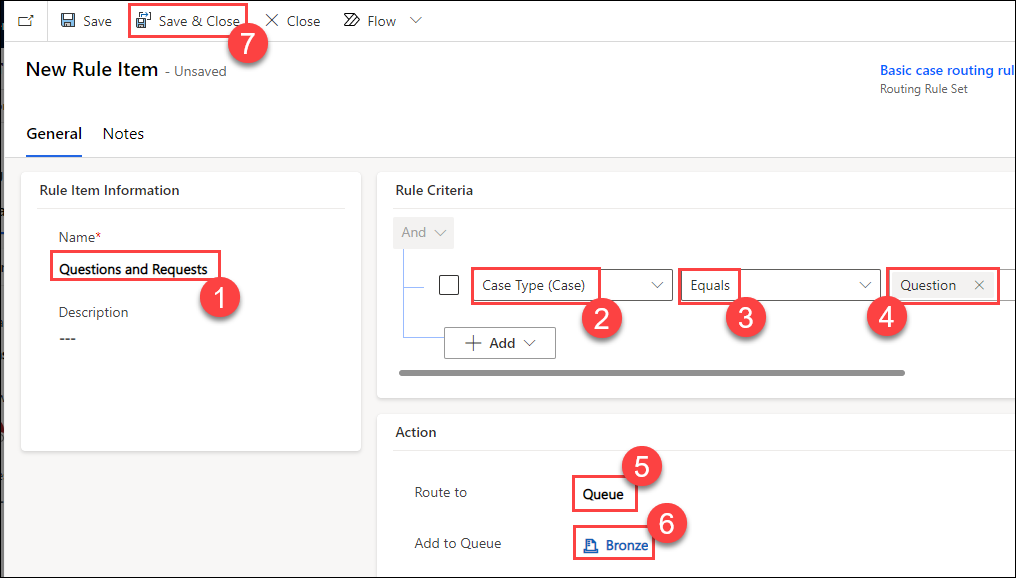 Save
Save & Close
Close
Flow
7
New Rule Item - Unsaved
Basic case routing rul
Routing Rule Set
General
Notes
Rule Item Information
Name*
Questions and Requests
1
Description
---
Rule Criteria
And
Case Type (Case)
Equals
Question
2
3
4
Add
Action
5
Route to
Queue
6
Add to Queue
Bronze